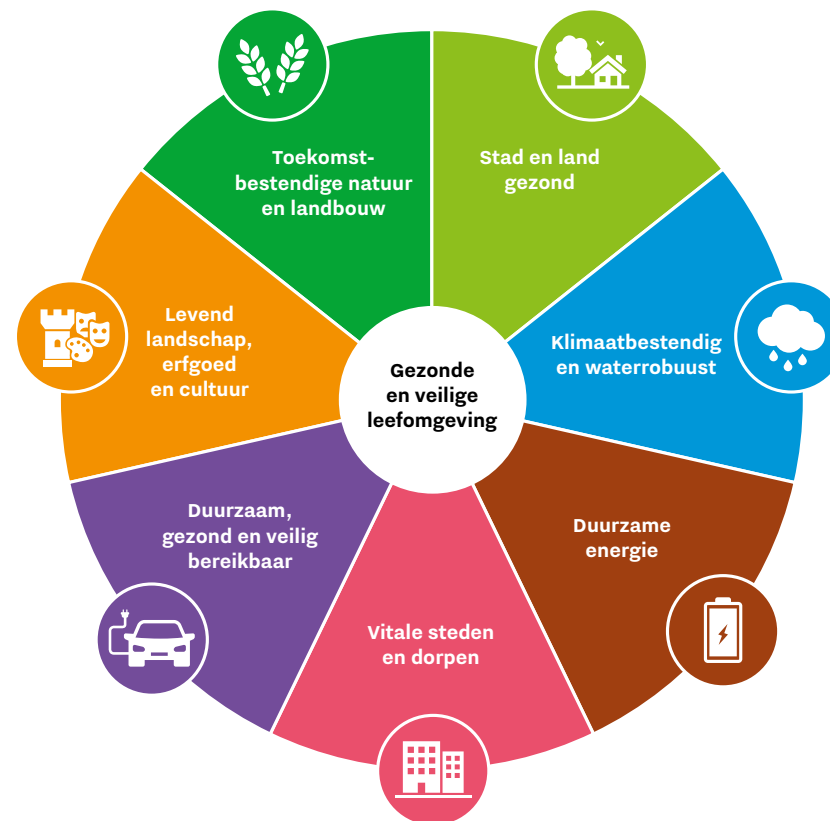 Toekomst-
bestendige natuur
en landbouw
Stad en land
gezond
Levend
landschap,
erfgoed
en cultuur
Klimaatbestendig
en waterrobuust
Gezonde
en veilige
leefomgeving
Duurzaam,
gezond en veilig
bereikbaar
Duurzame
energie
Vitale steden
en dorpen